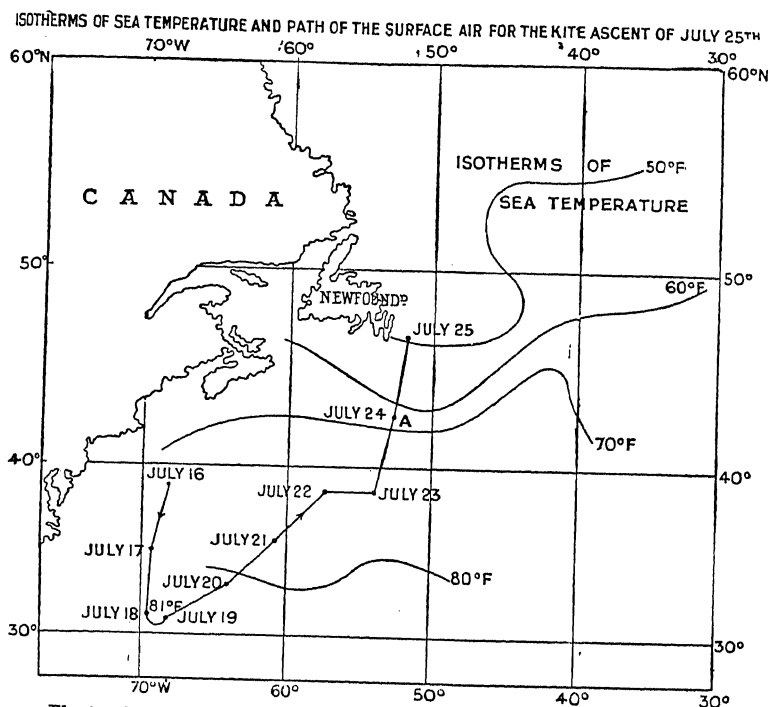 ISOTHERMS OF SEA TEMPERATURE AND PATH OF THE SURFACE AIR FOR THE KITE ASCENT OF JULY 25TH
70°W 60° 50° 40° 30°
60°N 60°N
ISOTHERMS OF 50°F
CANADA SEA TEMPERATURE
50° 50°
60°F
NEWFOUNDD
JULY 25
JULY 24 A
70°F
40° 40°
JULY 16
JULY 22 JULY 23
JULY 17 JULY 21
JULY 20 80°F
JULY 18 81°F JULY 19
30° 30°
70°W 60° 50° 40° 30°